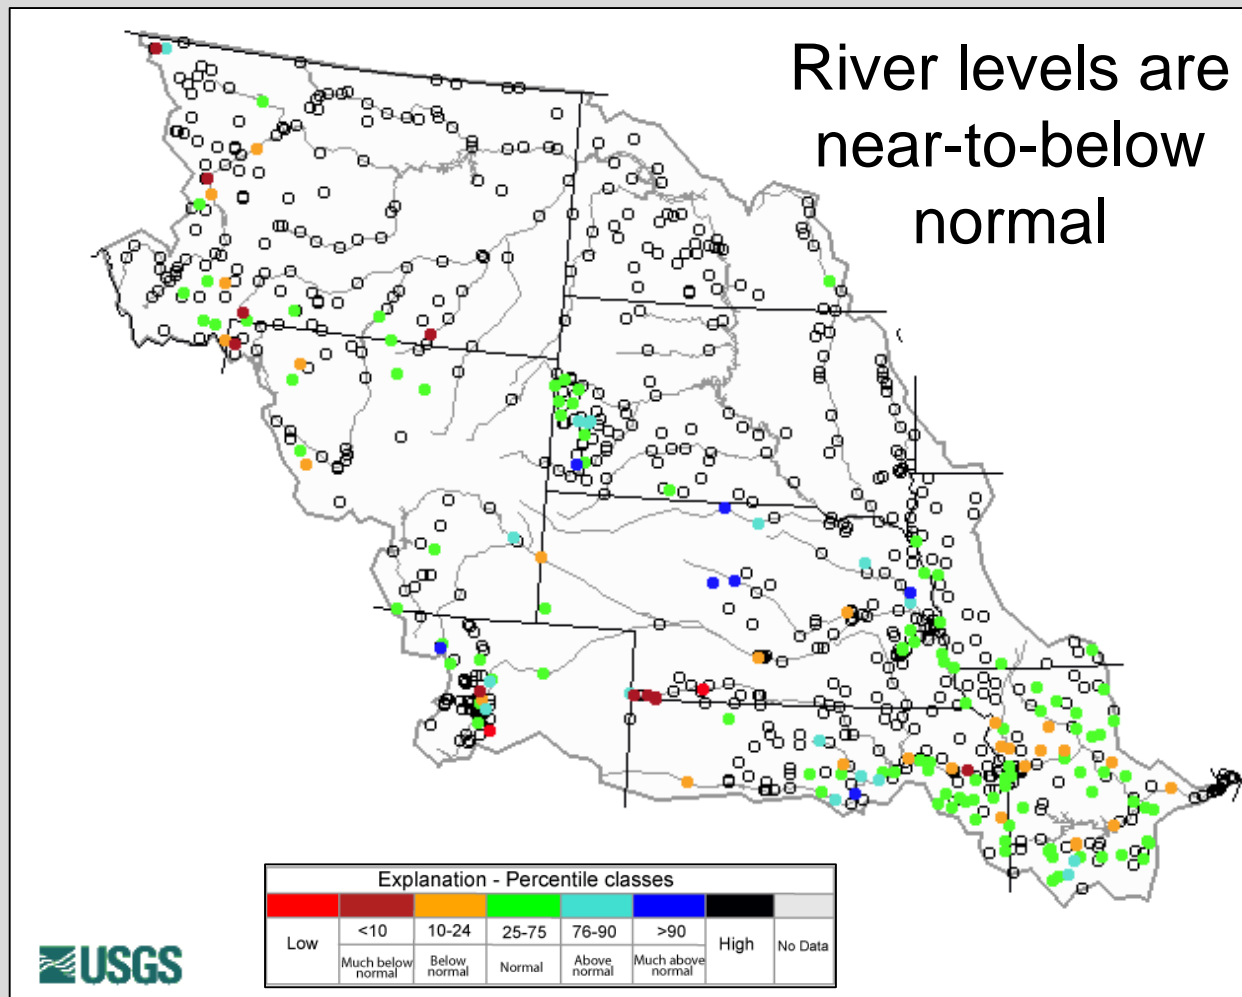 River levels are
near-to-below
normal
Explanation - Percentile classes
Low
<10
10-24
25-75
76-90
>90
High
No Data
Much below
normal
Below
normal
Normal
Above
normal
Much above
normal
USGS